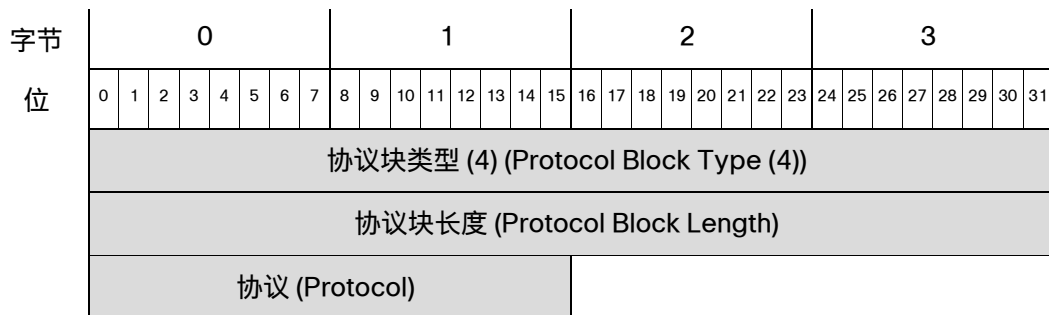 字节 0 1 2 3
位 0 1 2 3 4 5 6 7 8 9 10 11 12 13 14 15 16 17 18 19 20 21 22 23 24 25 26 27 28 29 30 31
协议块类型 (4) (Protocol Block Type (4))
协议块长度 (Protocol Block Length)
协议 (Protocol)